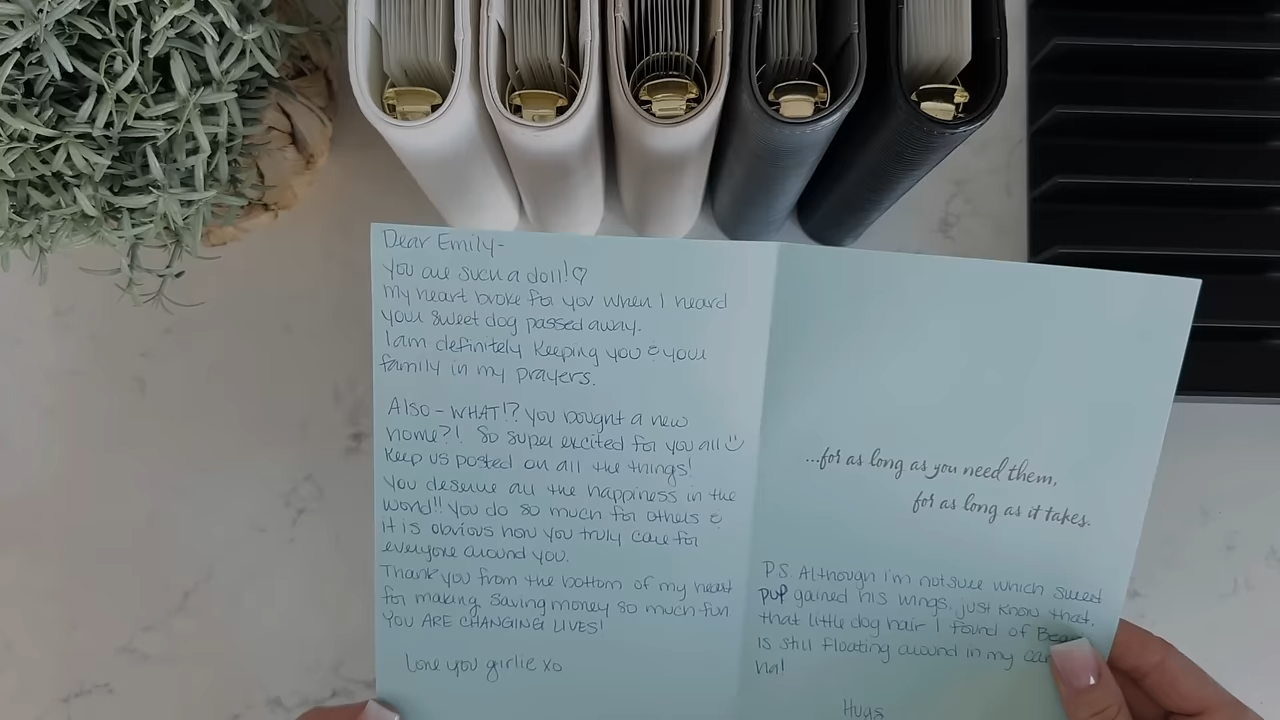 Dear Emily-
You are such a doll!♡
My heart broke for you when I heard
your sweet dog passed away.
I am definitely keeping you & your
family in my prayers.
Also - WHAT!? You bought a new
home?! So super excited for you all ☺
Keep us posted on all the things!
You deserve all the happiness in the
world!! You do so much for others &
it is obvious how you truly care for
everyone around you.
Thank you from the bottom of my heart
for making saving money so much fun
YOU ARE CHANGING LIVES!
Love you girlie xo
...for as long as you need them,
for as long as it takes.
P.S. Although I'm not sure which sweet
pup gained his wings, just know that,
that little dog hair I found of
is still floating around in my
ha!
Hugs